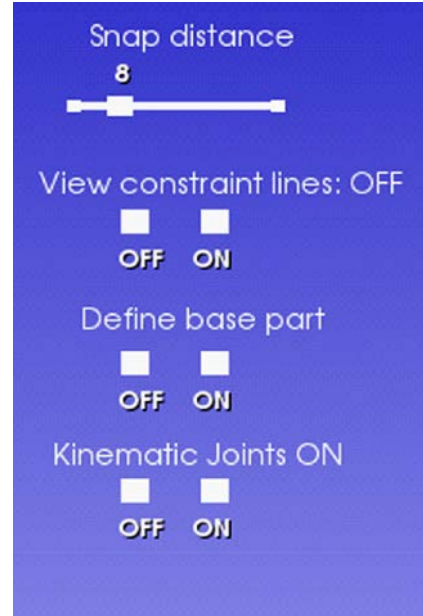 Snap distance
8
View constraint lines: OFF
OFF ON
Define base part
OFF ON
Kinematic Joints ON
OFF ON